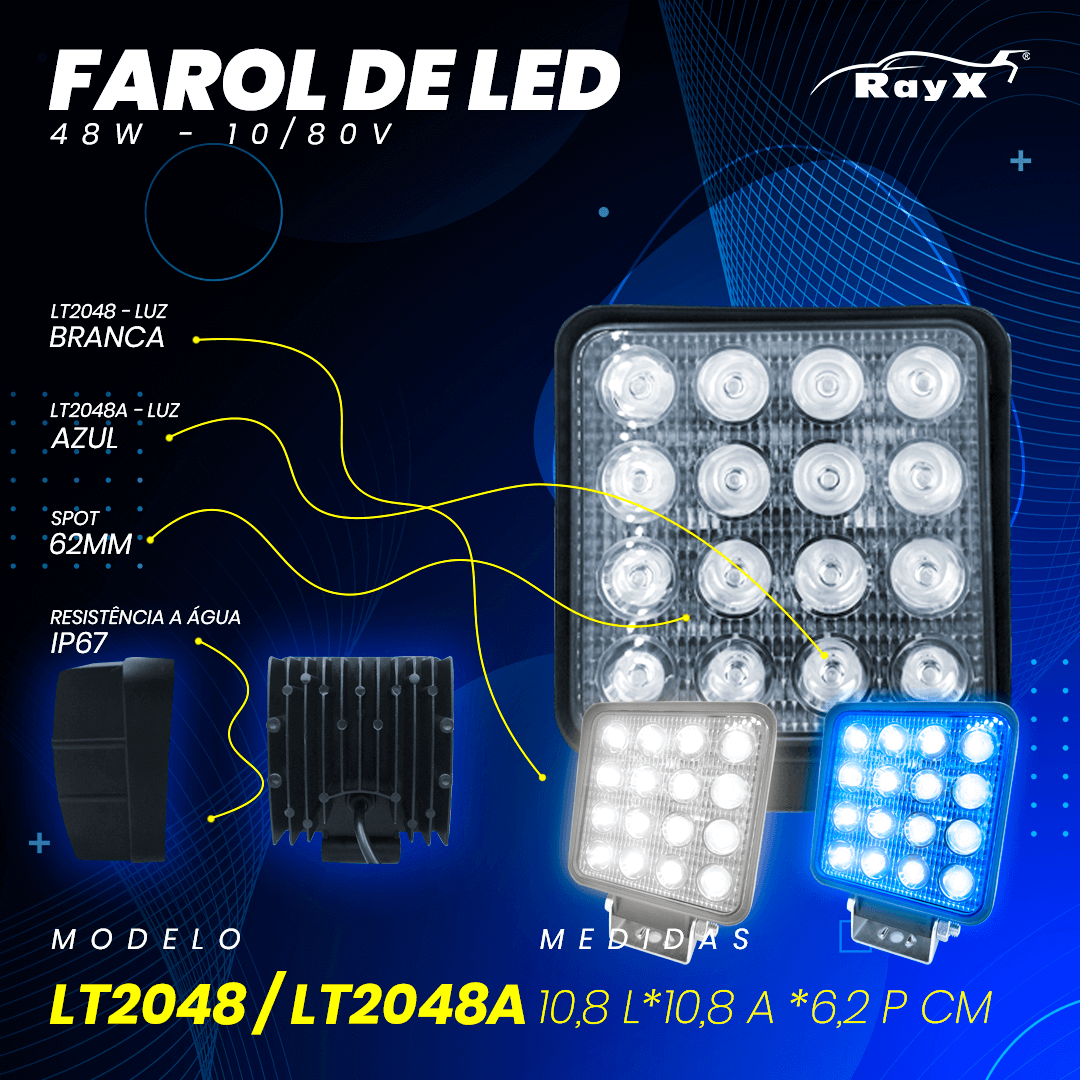 FAROL DE LED
48W - 10/80V
RayX®
LT2048 - LUZ
BRANCA
LT2048A - LUZ
AZUL
SPOT
62MM
RESISTÊNCIA A ÁGUA
IP67
MODELO
LT2048 / LT2048A
MEDIDAS
10,8 L*10,8 A *6,2 P CM